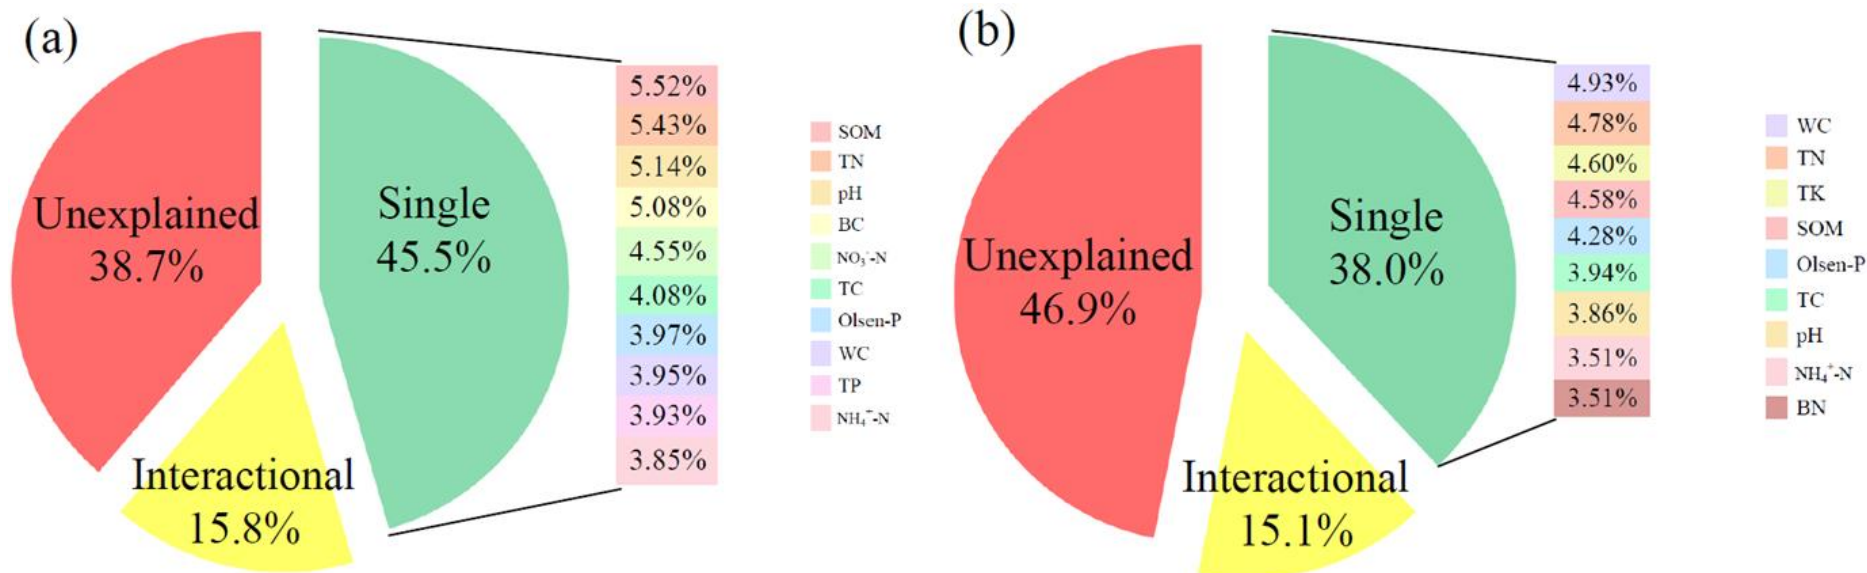 (a)
Unexplained
38.7%
Single
45.5%
Interactional
15.8%
5.52%
5.43%
5.14%
5.08%
4.55%
4.08%
3.97%
3.95%
3.93%
3.85%
SOM
TN
pH
BC
NO₃⁻-N
TC
Olsen-P
WC
TP
NH₄⁺-N
(b)
Unexplained
46.9%
Single
38.0%
Interactional
15.1%
4.93%
4.78%
4.60%
4.58%
4.28%
3.94%
3.86%
3.51%
3.51%
WC
TN
TK
SOM
Olsen-P
TC
pH
NH₄⁺-N
BN